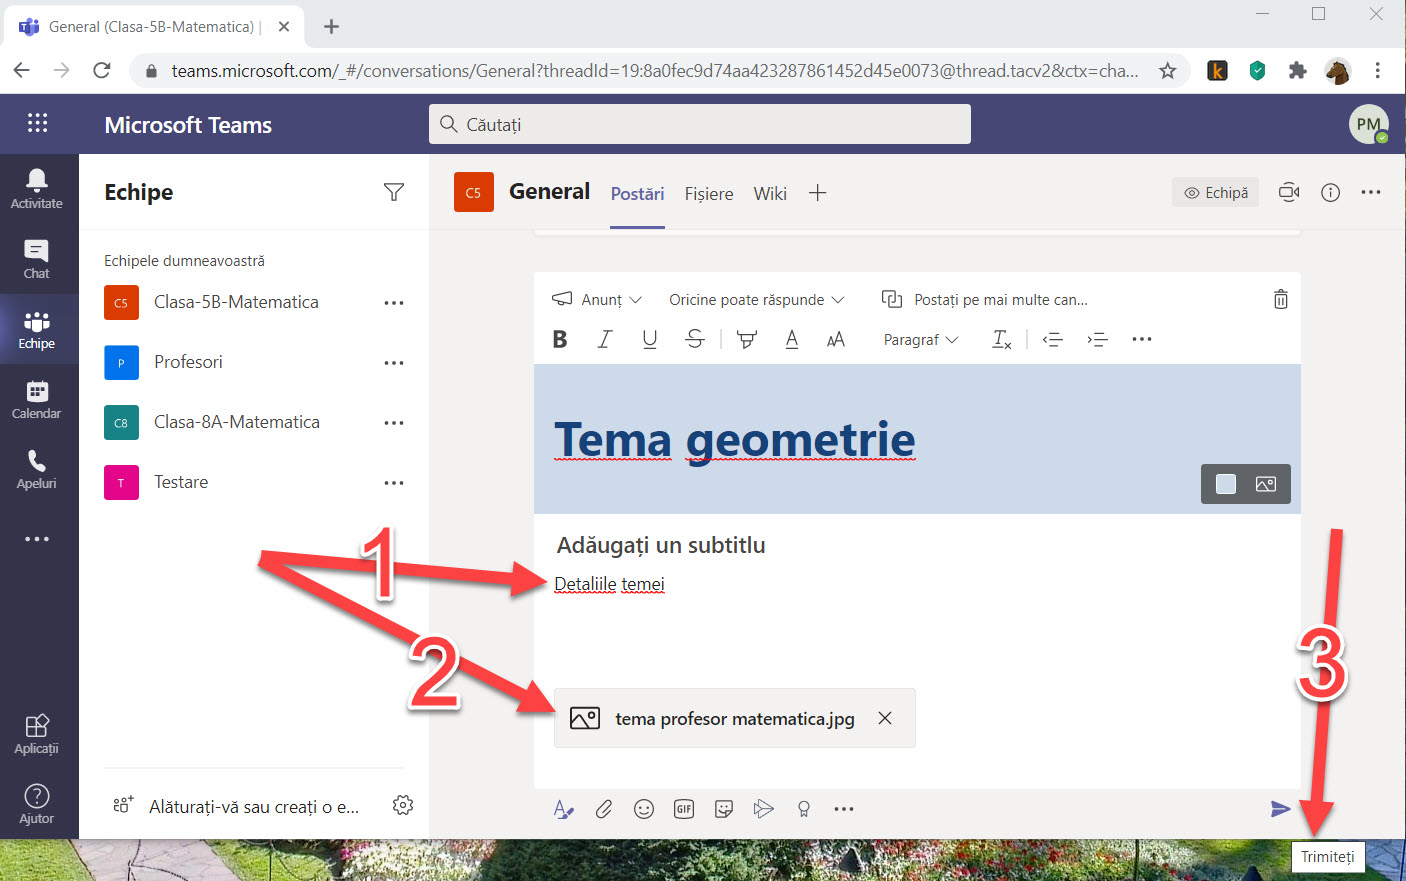 General (Clasa-5B-Matematica) |
teams.microsoft.com/_#/conversations/General?threadId=19:8a0fec9d74aa423287861452d45e0073@thread.tacv2&ctx=cha...
k
Microsoft Teams
Căutați
PM
Activitate
Chat
Echipe
Calendar
Apeluri
Aplicații
Ajutor
Echipe
Echipele dumneavoastră
C5 Clasa-5B-Matematica
P Profesori
C8 Clasa-8A-Matematica
T Testare
Alăturați-vă sau creați o e...
C5 General Postări Fișiere Wiki
Echipă
Anunț Oricine poate răspunde Postați pe mai multe can...
B I U S A AA Paragraf Tx
Tema geometrie
Adăugați un subtitlu
Detaliile temei
tema profesor matematica.jpg
GIF
1
2
3
Trimiteți